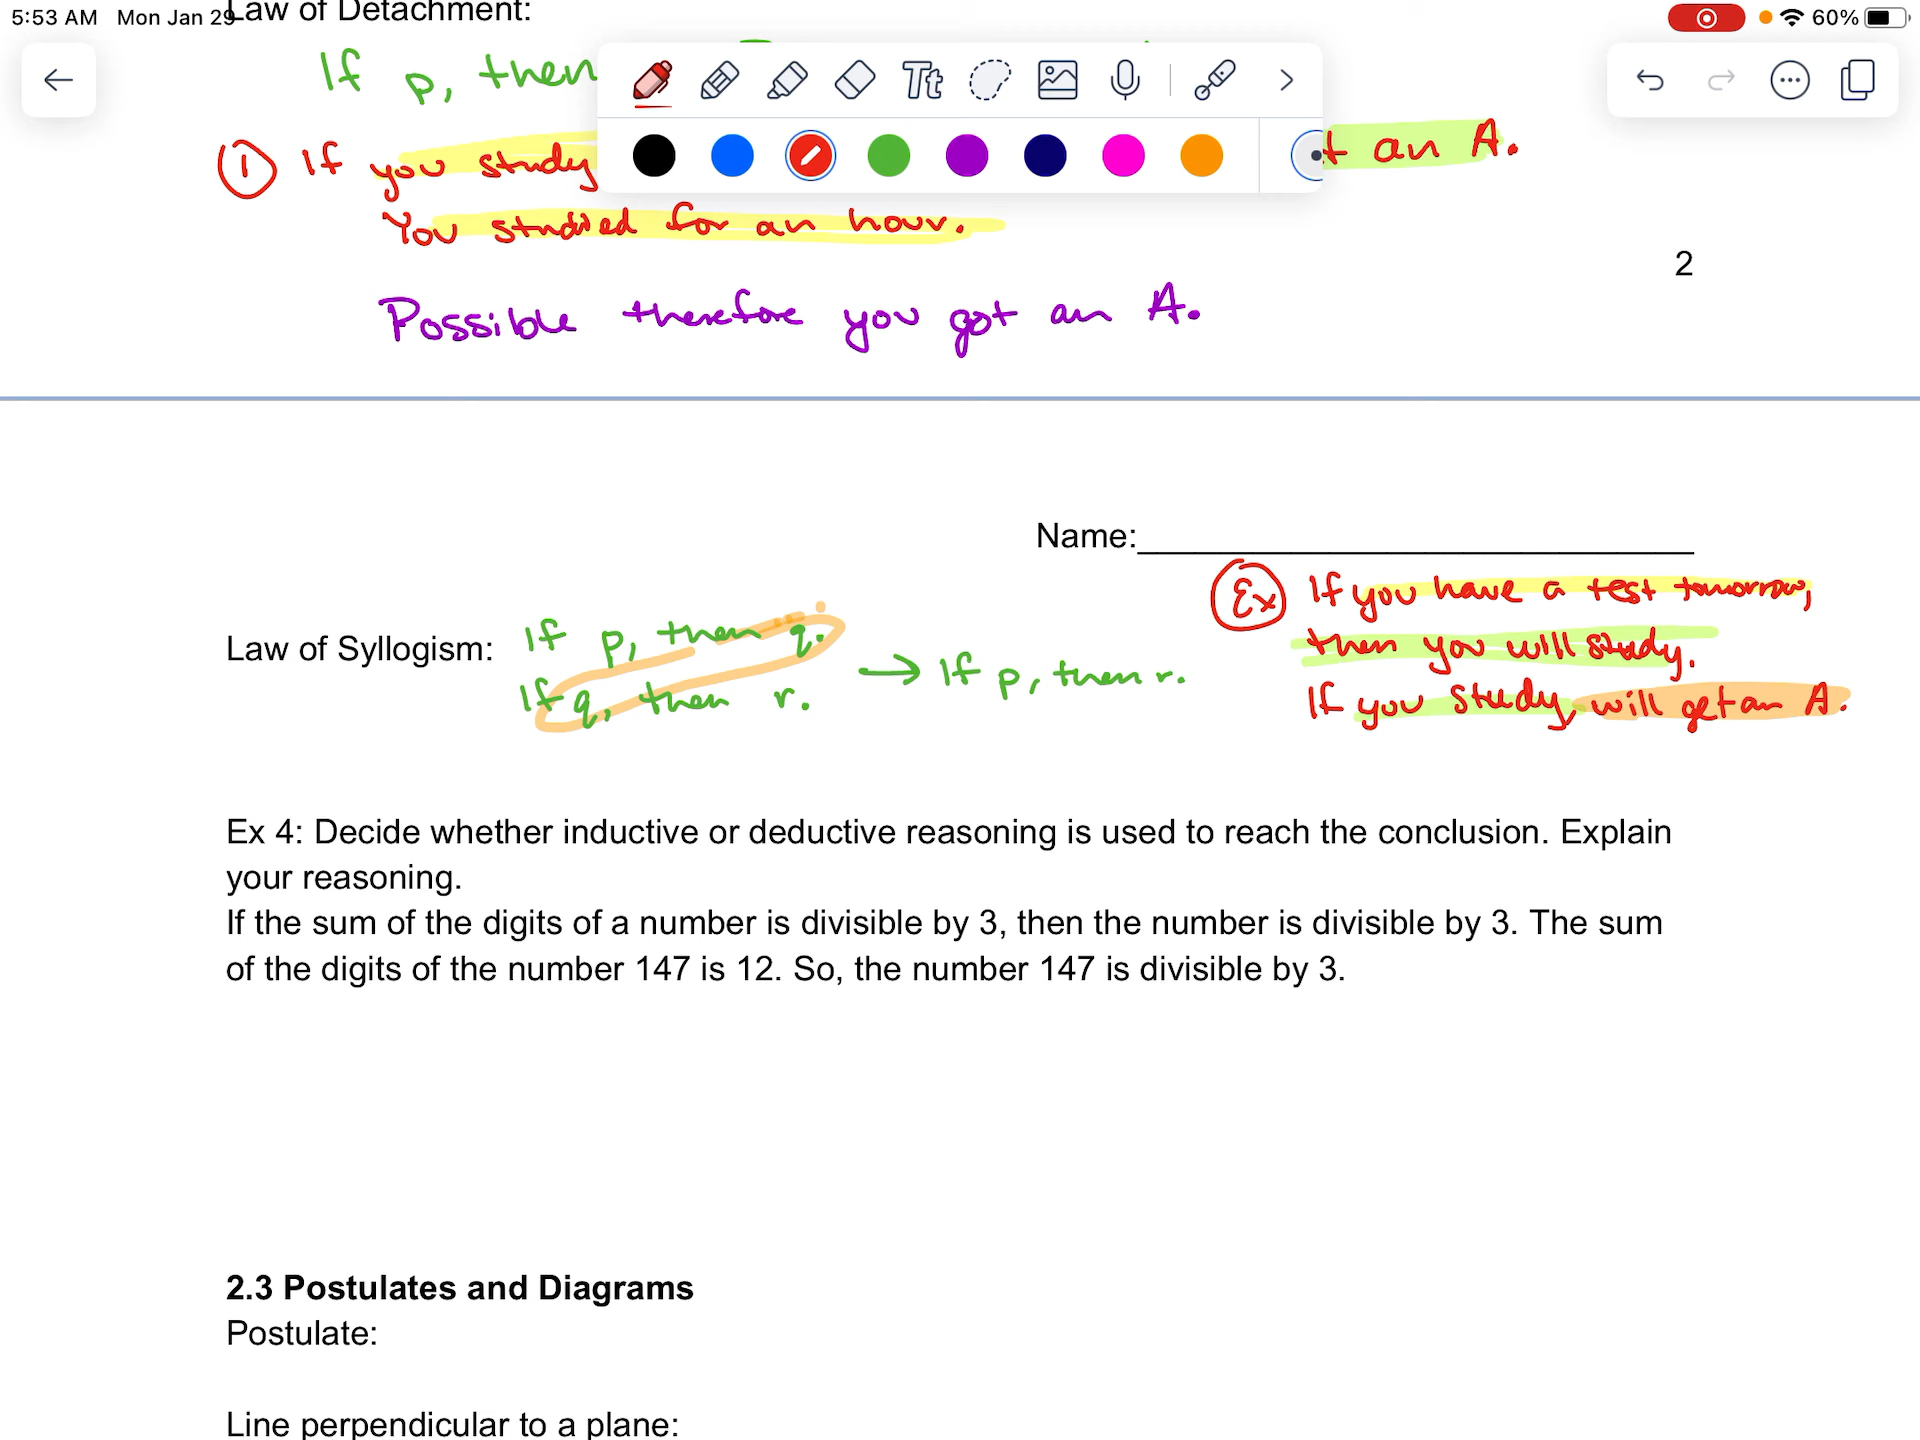 5:53 AM Mon Jan 29
60%
Law of Detachment:
If p, then
Tt
① If you study t an A.
You studied for an hour.
2
Possible therefore you got an A.
Name:
Ex If you have a test tomorrow,
then you will study.
If you study, will get an A.
Law of Syllogism: If p, then q.
If q, then r. → If p, then r.
Ex 4: Decide whether inductive or deductive reasoning is used to reach the conclusion. Explain
your reasoning.
If the sum of the digits of a number is divisible by 3, then the number is divisible by 3. The sum
of the digits of the number 147 is 12. So, the number 147 is divisible by 3.
2.3 Postulates and Diagrams
Postulate:
Line perpendicular to a plane: